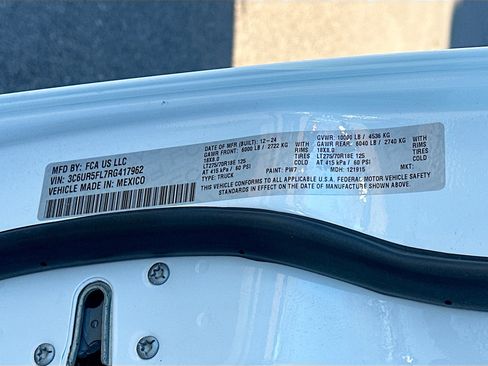 MFD BY: FCA US LLC
VIN: 3C6UR5FL7RG417962
VEHICLE MADE IN: MEXICO
DATE OF MFR (BUILT): 12-24
GAWR FRONT: 6000 LB / 2722 KG WITH
18X8.0 RIMS
LT275/70R18E 125 TIRES
AT 415 kPa / 60 PSI COLD
TYPE: TRUCK
GVWR: 10000 LB / 4536 KG
GAWR REAR: 6040 LB / 2740 KG WITH
18X8.0 RIMS
LT275/70R18E 125 TIRES
AT 415 kPa / 60 PSI COLD
PAINT: PW7 MDH: 121915 MXT:
THIS VEHICLE CONFORMS TO ALL APPLICABLE U.S.A. FEDERAL MOTOR VEHICLE SAFETY
STANDARDS IN EFFECT ON THE DATE OF MANUFACTURE SHOWN ABOVE.